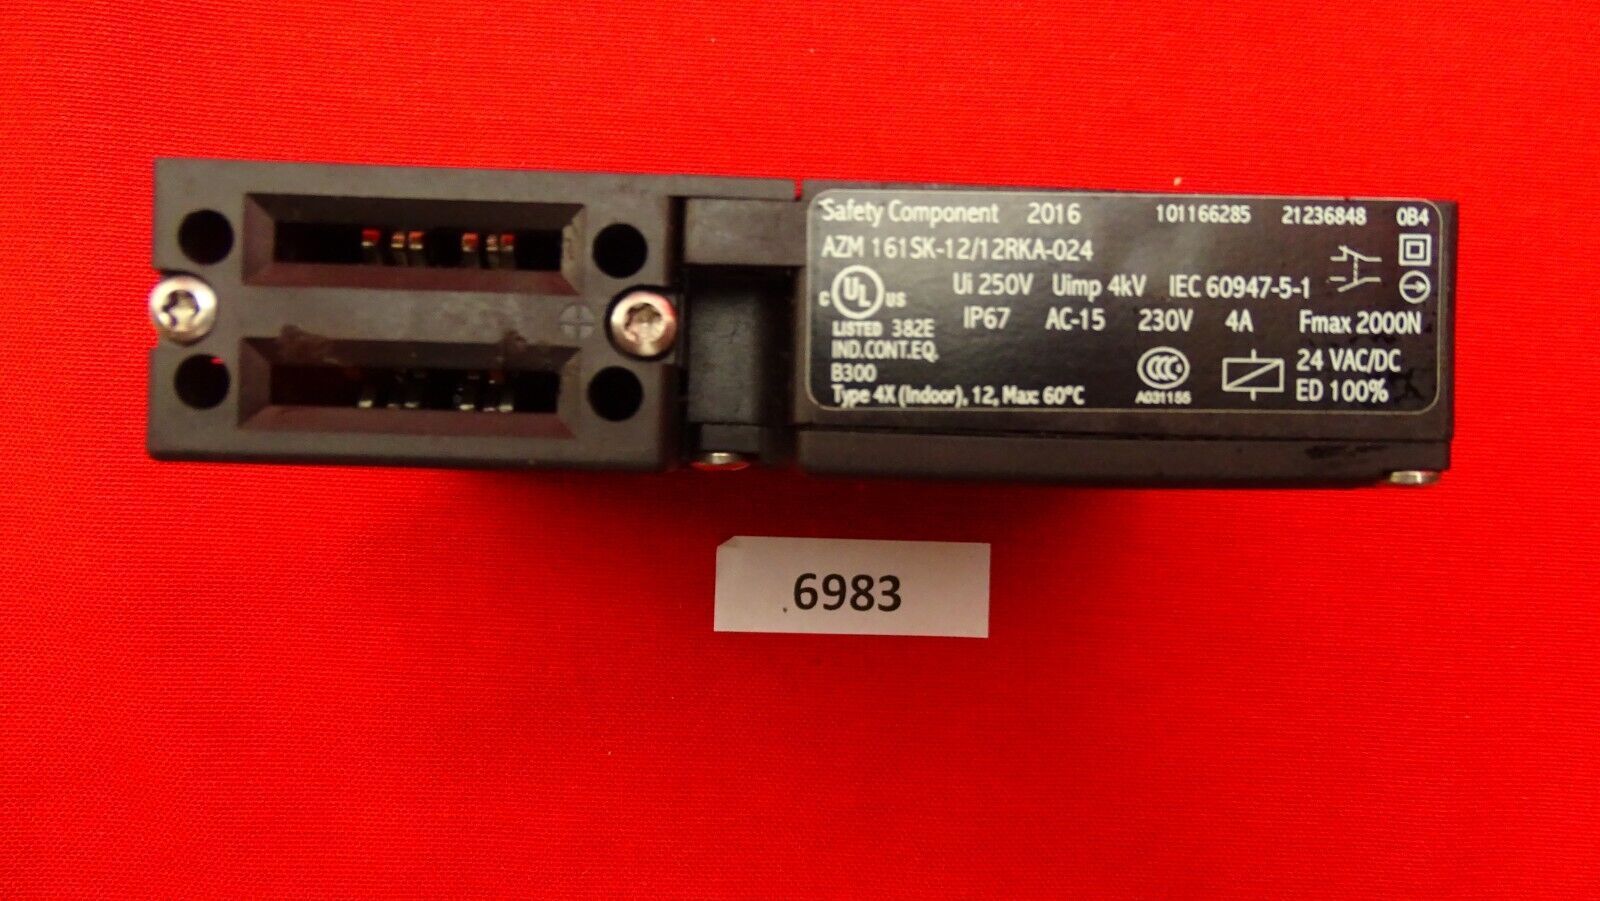 Safety Component 2016 101166285 21236848 0B4
AZM 161SK-12/12RKA-024
C UL US Ui 250V Uimp 4kV IEC 60947-5-1
LISTED 382E IP67 AC-15 230V 4A Fmax 2000N
IND.CONT.EQ.
B300 CCC 24 VAC/DC
Type 4X (Indoor), 12, Max: 60°C A031155 ED 100%
6983